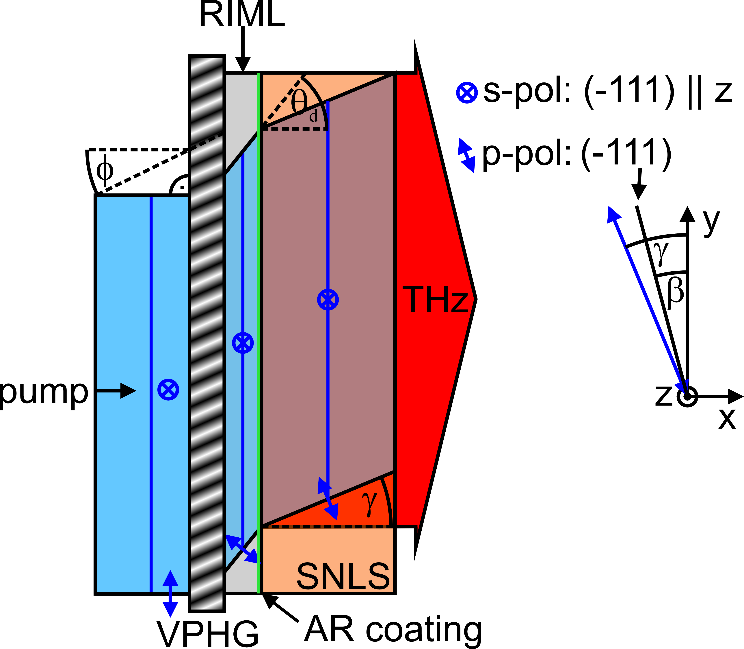 RIML
θd
s-pol: (-111) || z
ϕ
p-pol: (-111)
y
γ
β
THz
pump
z
x
γ
SNLS
VPHG
AR coating